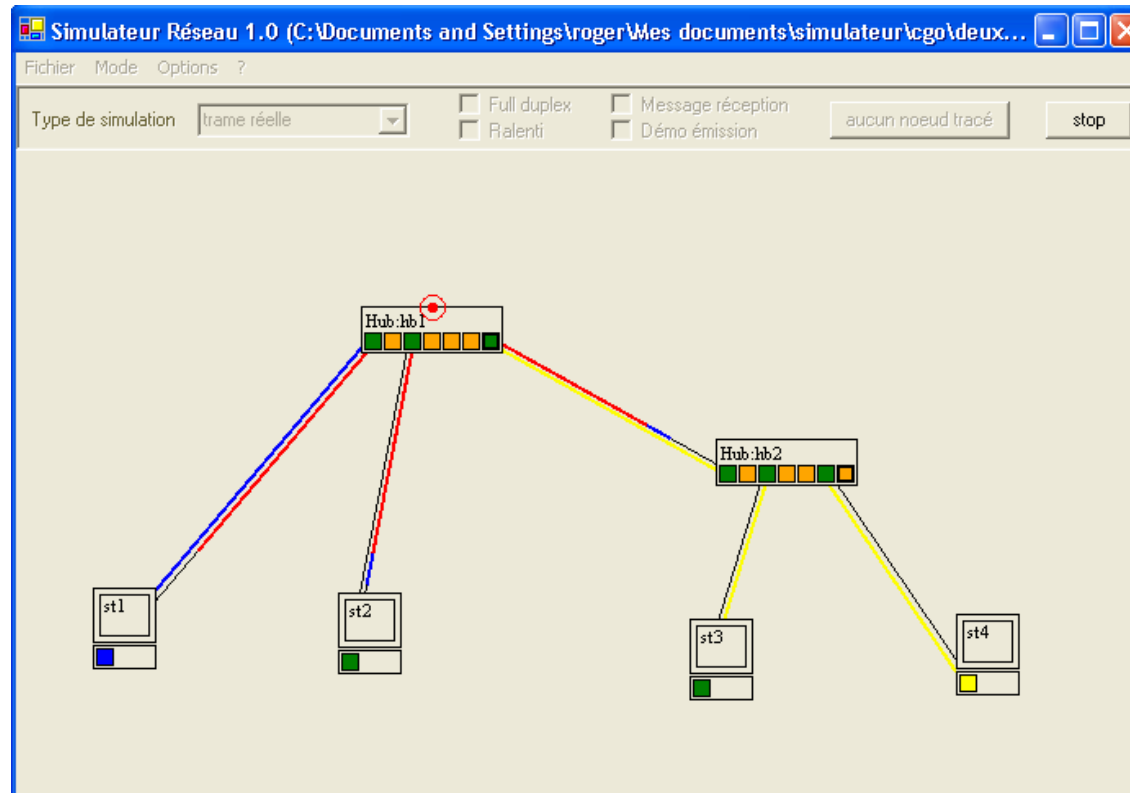 Simulateur Réseau 1.0 (C:\Documents and Settings\roger\Mes documents\simulateur\cgo\deux...
Fichier Mode Options ?
Type de simulation trame réelle Full duplex Message réception aucun noeud tracé stop
Ralenti Démo émission
Hub:hb1
Hub:hb2
st1
st2
st3
st4